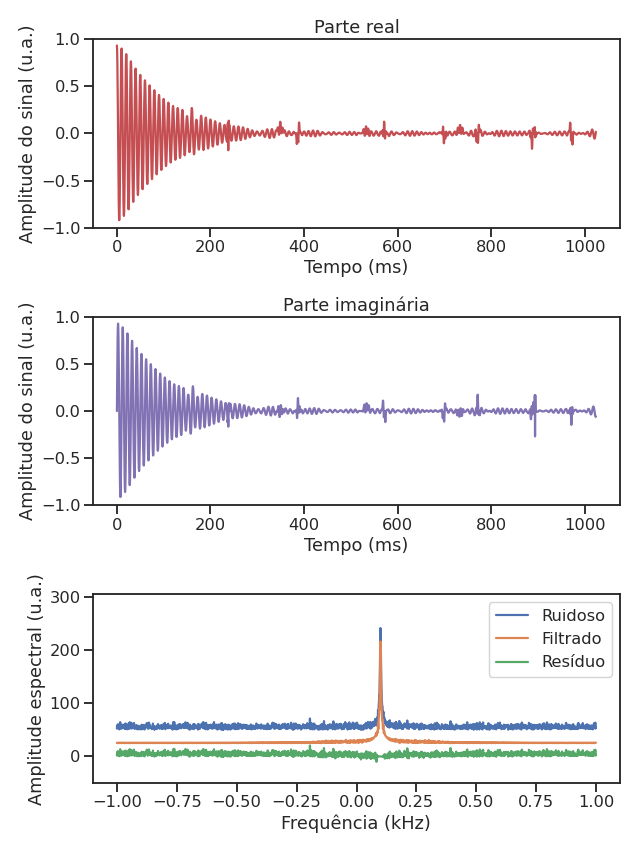 Parte real
Amplitude do sinal (u.a.)
1.0
0.5
0.0
−0.5
−1.0
0 200 400 600 800 1000
Tempo (ms)
Parte imaginária
Amplitude do sinal (u.a.)
1.0
0.5
0.0
−0.5
−1.0
0 200 400 600 800 1000
Tempo (ms)
Amplitude espectral (u.a.)
300
200
100
0
Ruidoso
Filtrado
Resíduo
−1.00 −0.75 −0.50 −0.25 0.00 0.25 0.50 0.75 1.00
Frequência (kHz)